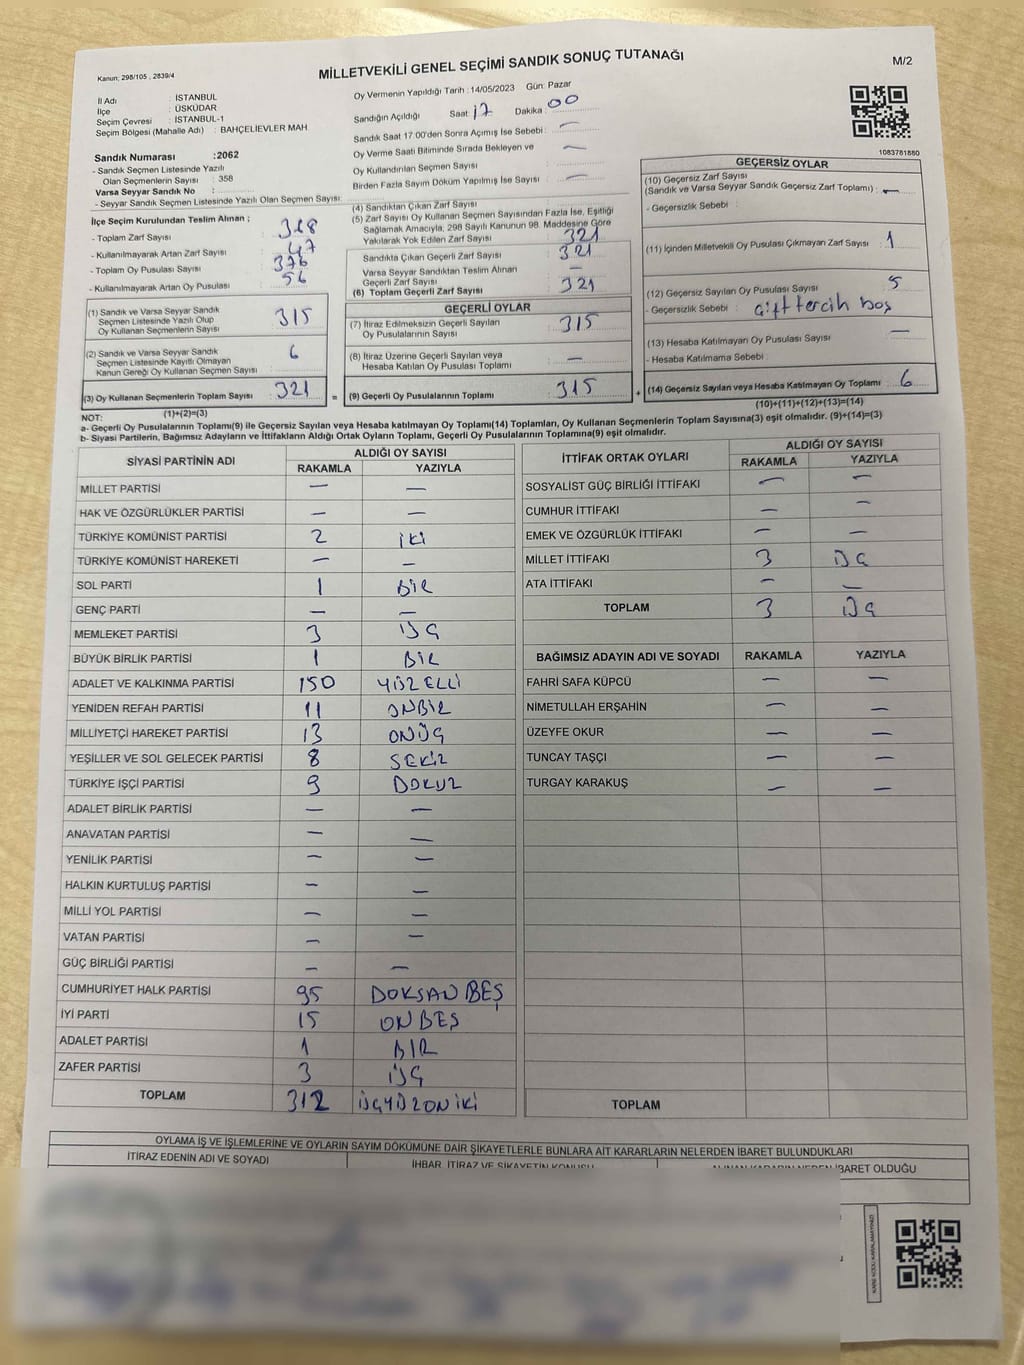 Kanun; 298/105 , 2839/4
MİLLETVEKİLİ GENEL SEÇİMİ SANDIK SONUÇ TUTANAĞI
M/2
İl Adı : İSTANBUL
İlçe : ÜSKÜDAR
Seçim Çevresi : İSTANBUL-1
Seçim Bölgesi (Mahalle Adı) : BAHÇELİEVLER MAH
Sandık Numarası :2062
- Sandık Seçmen Listesinde Yazılı
Olan Seçmenlerin Sayısı : 358
Varsa Seyyar Sandık No :
- Seyyar Sandık Seçmen Listesinde Yazılı Olan Seçmen Sayısı:
Oy Vermenin Yapıldığı Tarih : 14/05/2023 Gün: Pazar
Sandığın Açıldığı Saat: 17 Dakika : 00
Sandık Saat 17:00'den Sonra Açımış İse Sebebi : —
Oy Verme Saati Bitiminde Sırada Bekleyen ve
Oy Kullandırılan Seçmen Sayısı : —
Birden Fazla Sayım Döküm Yapılmış İse Sayısı : —
1083781880
İlçe Seçim Kurulundan Teslim Alınan ;
- Toplam Zarf Sayısı : 368
- Kullanılmayarak Artan Zarf Sayısı : 47
- Toplam Oy Pusulası Sayısı : 376
- Kullanılmayarak Artan Oy Pusulası : 56
(1) Sandık ve Varsa Seyyar Sandık
Seçmen Listesinde Yazılı Olup
Oy Kullanan Seçmenlerin Sayısı : 315
(2) Sandık ve Varsa Seyyar Sandık
Seçmen Listesinde Kayıtlı Olmayan
Kanun Gereği Oy Kullanan Seçmen Sayısı : 6
(3) Oy Kullanan Seçmenlerin Toplam Sayısı : 321
(1)+(2)=(3)
(4) Sandıktan Çıkan Zarf Sayısı :
(5) Zarf Sayısı Oy Kullanan Seçmen Sayısından Fazla İse, Eşitliği
Sağlamak Amacıyla; 298 Sayılı Kanunun 98. Maddesine Göre
Yakılarak Yok Edilen Zarf Sayısı : 321
Sandıkta Çıkan Geçerli Zarf Sayısı : 321
Varsa Seyyar Sandıktan Teslim Alınan
Geçerli Zarf Sayısı : —
(6) Toplam Geçerli Zarf Sayısı : 321
GEÇERLİ OYLAR
(7) İtiraz Edilmeksizin Geçerli Sayılan
Oy Pusulalarının Sayısı : 315
(8) İtiraz Üzerine Geçerli Sayılan veya
Hesaba Katılan Oy Pusulası Toplamı : —
= (9) Geçerli Oy Pusulalarının Toplamı : 315
GEÇERSİZ OYLAR
(10) Geçersiz Zarf Sayısı
(Sandık ve Varsa Seyyar Sandık Geçersiz Zarf Toplamı) : —
- Geçersizlik Sebebi :
(11) İçinden Milletvekili Oy Pusulası Çıkmayan Zarf Sayısı : 1
(12) Geçersiz Sayılan Oy Pusulası Sayısı : 5
- Geçersizlik Sebebi : Çift tercih boş
(13) Hesaba Katılmayan Oy Pusulası Sayısı : —
- Hesaba Katılmama Sebebi :
+ (14) Geçersiz Sayılan veya Hesaba Katılmayan Oy Toplamı : 6
(10)+(11)+(12)+(13)=(14)
NOT:
a- Geçerli Oy Pusulalarının Toplam(9) ile Geçersiz Sayılan veya Hesaba katılmayan Oy Toplamı(14) Toplamları, Oy Kullanan Seçmenlerin Toplam Sayısına(3) eşit olmalıdır. (9)+(14)=(3)
b- Siyasi Partilerin, Bağımsız Adayların ve İttifakların Aldığı Ortak Oyların Toplamı, Geçerli Oy Pusulalarının Toplamına(9) eşit olmalıdır.
SİYASİ PARTİNİN ADI ALDIĞI OY SAYISI
RAKAMLA YAZIYLA
MİLLET PARTİSİ — —
HAK VE ÖZGÜRLÜKLER PARTİSİ — —
TÜRKİYE KOMÜNİST PARTİSİ 2 iKi
TÜRKİYE KOMÜNİST HAREKETİ — —
SOL PARTİ 1 BİR
GENÇ PARTİ — —
MEMLEKET PARTİSİ 3 ÜÇ
BÜYÜK BİRLİK PARTİSİ 1 BİR
ADALET VE KALKINMA PARTİSİ 150 YÜZ ELLİ
YENİDEN REFAH PARTİSİ 11 ONBİR
MİLLİYETÇİ HAREKET PARTİSİ 13 ONÜÇ
YEŞİLLER VE SOL GELECEK PARTİSİ 8 SEKİZ
TÜRKİYE İŞÇİ PARTİSİ 9 DOKUZ
ADALET BİRLİK PARTİSİ — —
ANAVATAN PARTİSİ — —
YENİLİK PARTİSİ — —
HALKIN KURTULUŞ PARTİSİ — —
MİLLİ YOL PARTİSİ — —
VATAN PARTİSİ — —
GÜÇ BİRLİĞİ PARTİSİ — —
CUMHURİYET HALK PARTİSİ 95 DOKSAN BEŞ
İYİ PARTİ 15 ON BEŞ
ADALET PARTİSİ 1 BİR
ZAFER PARTİSİ 3 ÜÇ
TOPLAM 312 ÜÇYÜZONİKİ
İTTİFAK ORTAK OYLARI ALDIĞI OY SAYISI
RAKAMLA YAZIYLA
SOSYALİST GÜÇ BİRLİĞİ İTTİFAKI — —
CUMHUR İTTİFAKI — —
EMEK VE ÖZGÜRLÜK İTTİFAKI — —
MİLLET İTTİFAKI 3 ÜÇ
ATA İTTİFAKI — —
TOPLAM 3 ÜÇ
BAĞIMSIZ ADAYIN ADI VE SOYADI RAKAMLA YAZIYLA
FAHRİ SAFA KÜPCÜ — —
NİMETULLAH ERŞAHİN — —
ÜZEYFE OKUR — —
TUNCAY TAŞÇI — —
TURGAY KARAKUŞ — —
TOPLAM
OYLAMA İŞ VE İŞLEMLERİNE VE OYLARIN SAYIM DÖKÜMÜNE DAİR ŞİKAYETLERLE BUNLARA AİT KARARLARIN NELERDEN İBARET BULUNDUKLARI
İTİRAZ EDENİN ADI VE SOYADI
İHBAR, İTİRAZ VE ŞİKAYETİN KONUSU
ALINAN KARARIN NEDEN İBARET OLDUĞU